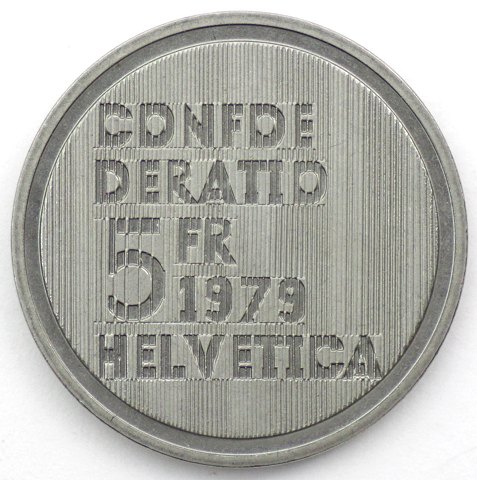 CONFOE
DERATIO
5 FR
1979
HELVETICA